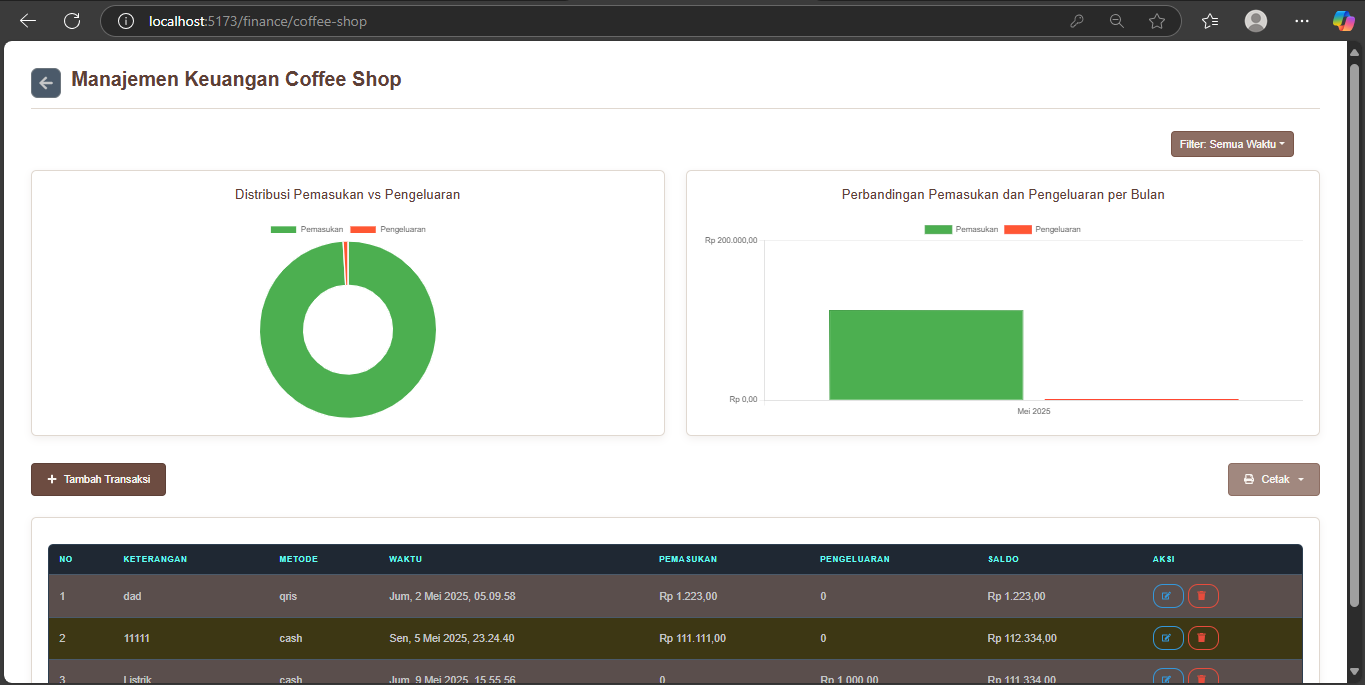 localhost:5173/finance/coffee-shop
Manajemen Keuangan Coffee Shop
Filter: Semua Waktu
Distribusi Pemasukan vs Pengeluaran
Pemasukan Pengeluaran
Perbandingan Pemasukan dan Pengeluaran per Bulan
Pemasukan Pengeluaran
Rp 200.000,00
Rp 0,00
Mei 2025
+ Tambah Transaksi
Cetak
NO KETERANGAN METODE WAKTU PEMASUKAN PENGELUARAN SALDO AKSI
1 dad qris Jum, 2 Mei 2025, 05.09.58 Rp 1.223,00 0 Rp 1.223,00
2 11111 cash Sen, 5 Mei 2025, 23.24.40 Rp 111.111,00 0 Rp 112.334,00
3 Listrik cash Jum, 9 Mei 2025, 15.55.56 0 Rp 1.000,00 Rp 111.334,00